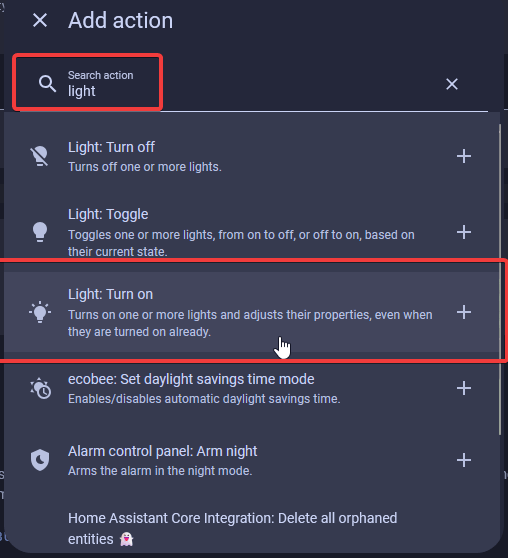 Add action
Search action
light
Light: Turn off
Turns off one or more lights.
Light: Toggle
Toggles one or more lights, from on to off, or off to on, based on
their current state.
Light: Turn on
Turns on one or more lights and adjusts their properties, even when
they are turned on already.
ecobee: Set daylight savings time mode
Enables/disables automatic daylight savings time.
Alarm control panel: Arm night
Arms the alarm in the night mode.
Home Assistant Core Integration: Delete all orphaned
entities 👻